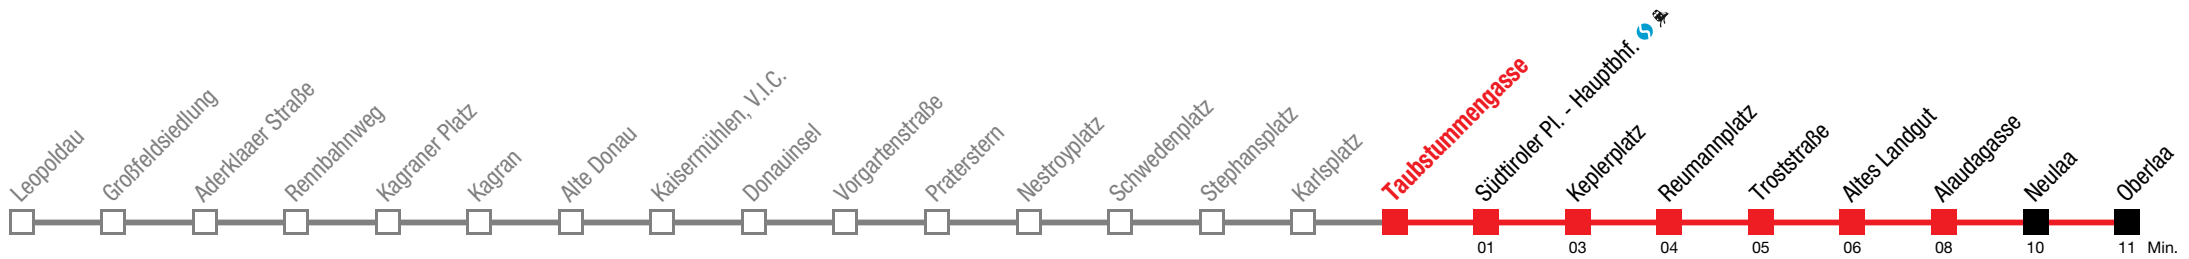 Leopoldau
Großfeldsiedlung
Aderklaaer Straße
Rennbahnweg
Kagraner Platz
Kagran
Alte Donau
Kaisermühlen, V.I.C.
Donauinsel
Vorgartenstraße
Praterstern
Nestroyplatz
Schwedenplatz
Stephansplatz
Karlsplatz
Taubstummengasse
Südtiroler Pl. - Hauptbhf.
Keplerplatz
Reumannplatz
Troststraße
Altes Landgut
Alaudagasse
Neulaa
Oberlaa
01 03 04 05 06 08 10 11 Min.